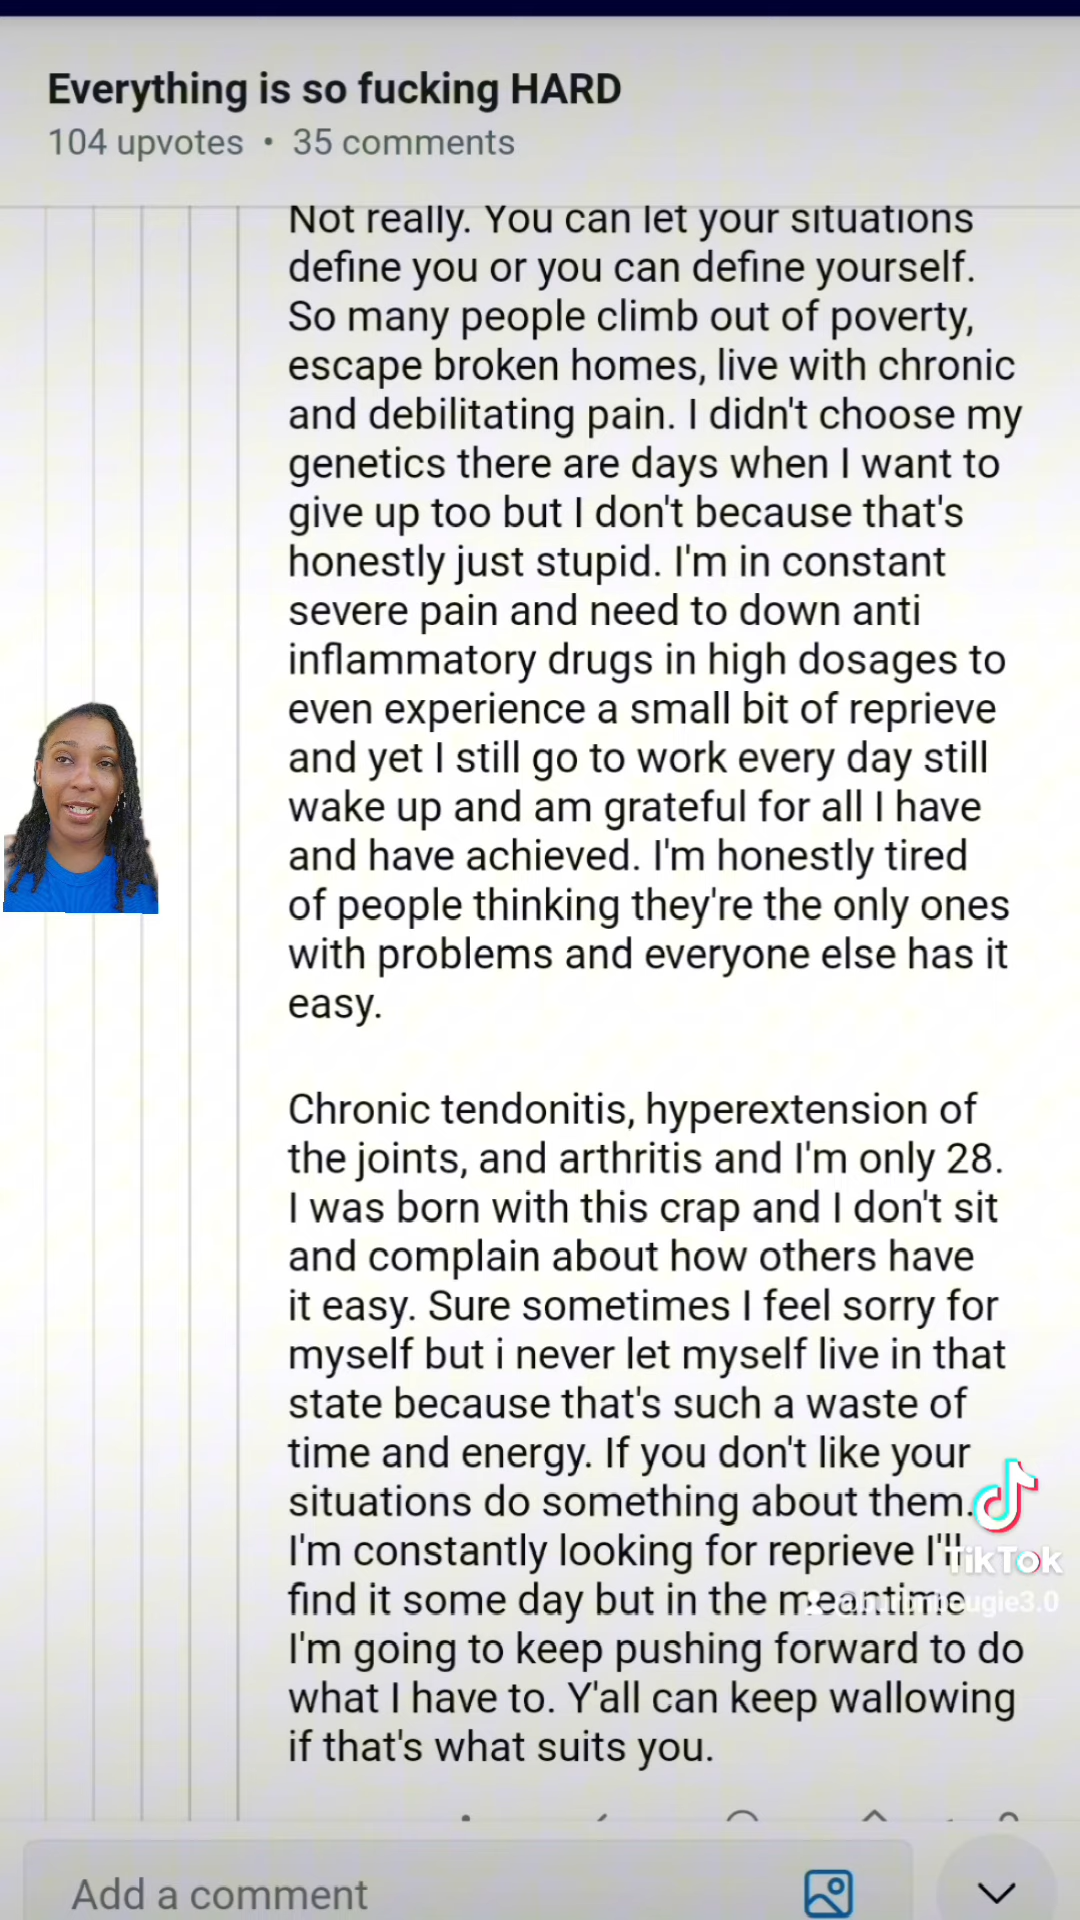 Everything is so fucking HARD
104 upvotes • 35 comments
Not really. You can let your situations
define you or you can define yourself.
So many people climb out of poverty,
escape broken homes, live with chronic
and debilitating pain. I didn't choose my
genetics there are days when I want to
give up too but I don't because that's
honestly just stupid. I'm in constant
severe pain and need to down anti
inflammatory drugs in high dosages to
even experience a small bit of reprieve
and yet I still go to work every day still
wake up and am grateful for all I have
and have achieved. I'm honestly tired
of people thinking they're the only ones
with problems and everyone else has it
easy.
Chronic tendonitis, hyperextension of
the joints, and arthritis and I'm only 28.
I was born with this crap and I don't sit
and complain about how others have
it easy. Sure sometimes I feel sorry for
myself but i never let myself live in that
state because that's such a waste of
time and energy. If you don't like your
situations do something about them.
I'm constantly looking for reprieve I'll
find it some day but in the meantime
I'm going to keep pushing forward to do
what I have to. Y'all can keep wallowing
if that's what suits you.
TikTok
Add a comment